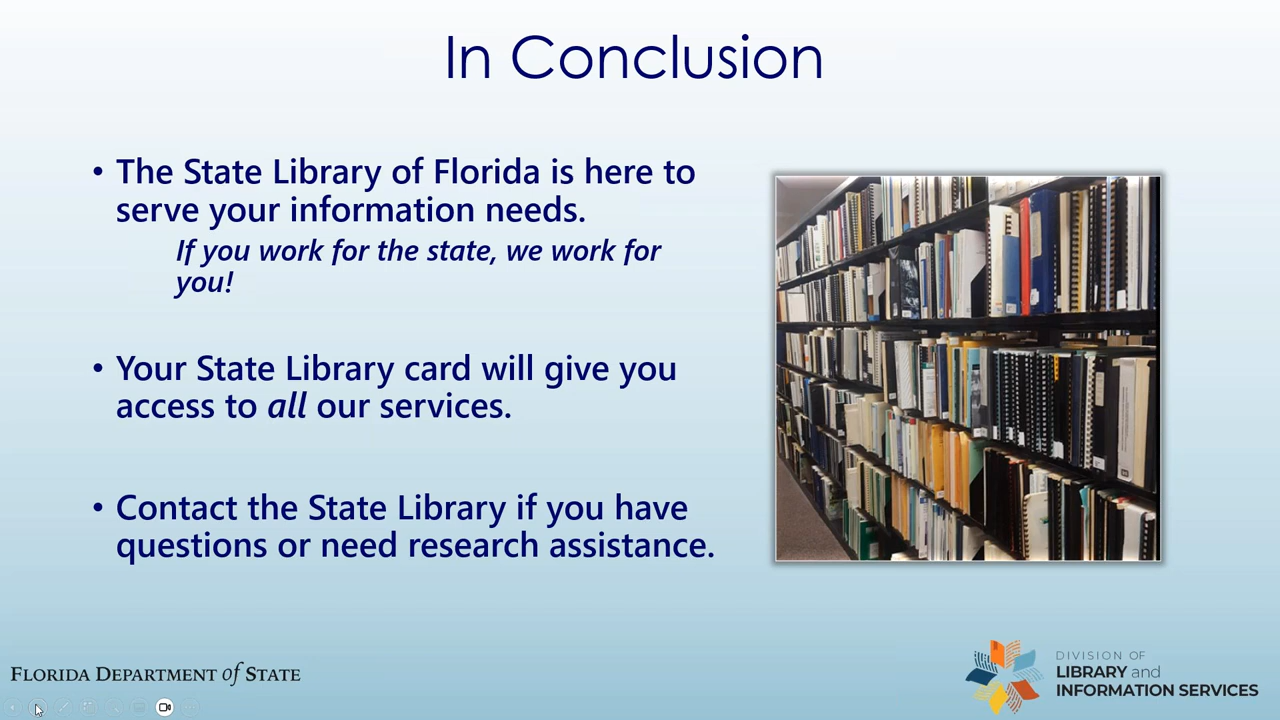 In Conclusion
• The State Library of Florida is here to
serve your information needs.
If you work for the state, we work for
you!
• Your State Library card will give you
access to all our services.
• Contact the State Library if you have
questions or need research assistance.
FLORIDA DEPARTMENT of STATE
DIVISION OF
LIBRARY and
INFORMATION SERVICES